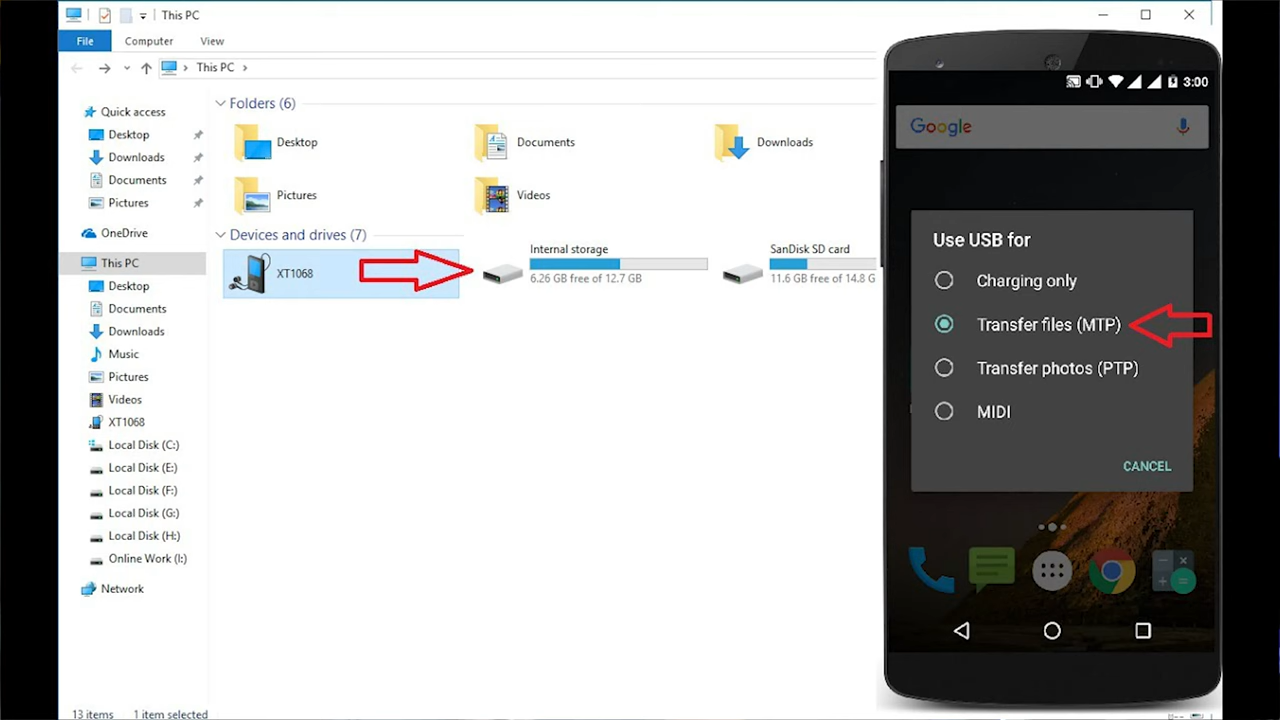 This PC
File Computer View
This PC
Quick access
Desktop
Downloads
Documents
Pictures
OneDrive
This PC
Desktop
Documents
Downloads
Music
Pictures
Videos
XT1068
Local Disk (C:)
Local Disk (E:)
Local Disk (F:)
Local Disk (G:)
Local Disk (H:)
Online Work (I:)
Network
13 items 1 item selected
Folders (6)
Desktop Documents Downloads
Pictures Videos
Devices and drives (7)
XT1068
Internal storage
6.26 GB free of 12.7 GB
SanDisk SD card
11.6 GB free of 14.8 G
3:00
Google
Use USB for
Charging only
Transfer files (MTP)
Transfer photos (PTP)
MIDI
CANCEL